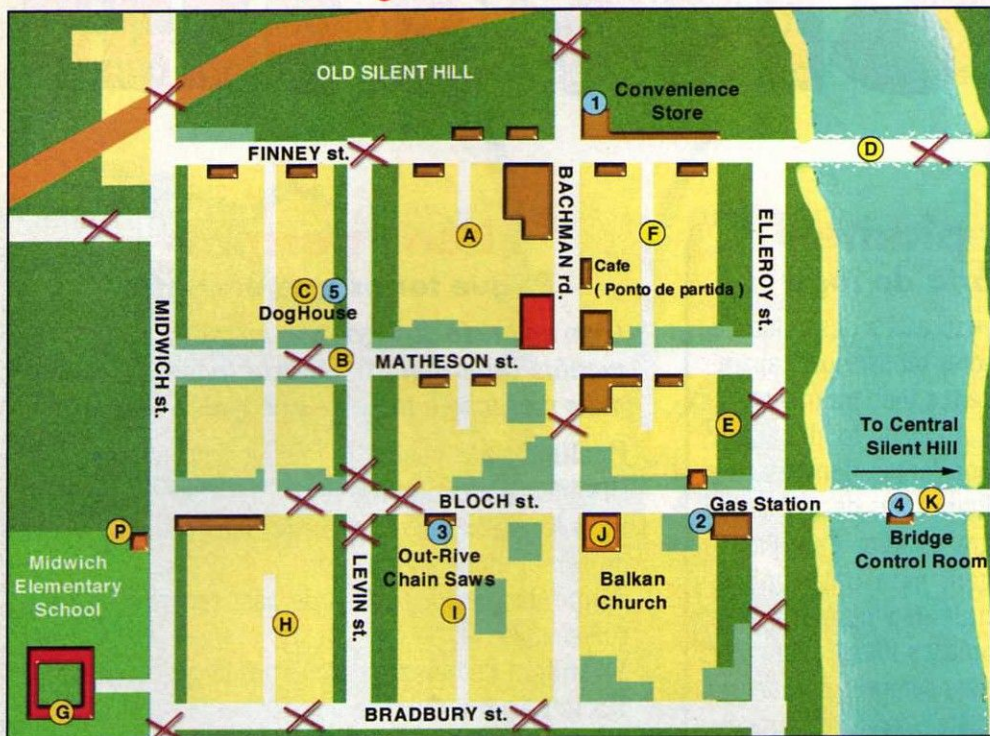 OLD SILENT HILL
1
Convenience
Store
FINNEY st.
D
BACHMAN rd.
A
F
ELLEROY st.
Cafe
( Ponto de partida )
C
5
DogHouse
MIDWICH st.
B
MATHESON st.
E
To Central
Silent Hill
BLOCH st.
Gas Station
4
K
P
3
J
2
Bridge
Control Room
Out-Rive
Chain Saws
Balkan
Church
Midwich
Elementary
School
LEVIN st.
H
I
G
BRADBURY st.